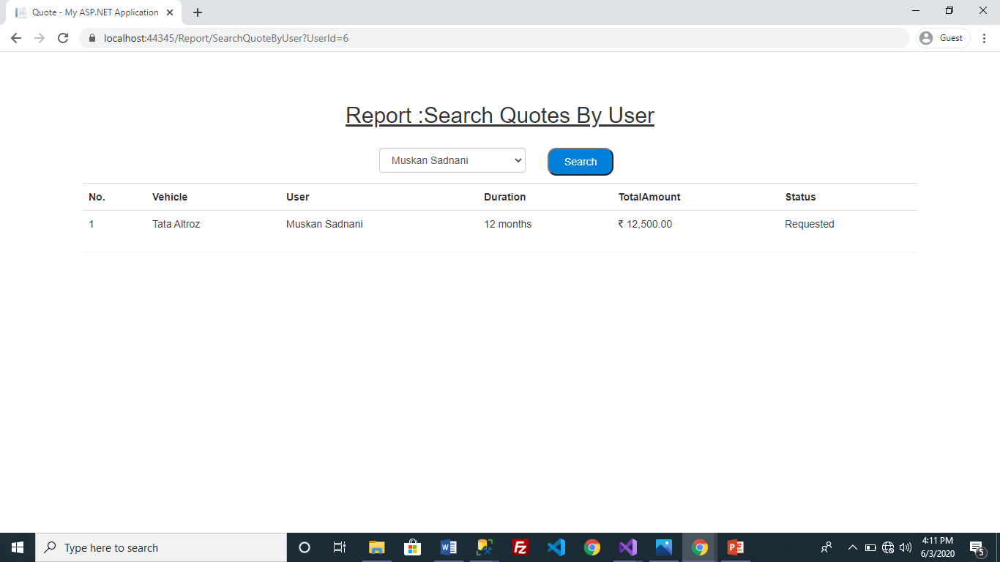 Quote - My ASP.NET Application
localhost:44345/Report/SearchQuoteByUser?UserId=6
Guest
Report :Search Quotes By User
Muskan Sadnani Search
No. Vehicle User Duration TotalAmount Status
1 Tata Altroz Muskan Sadnani 12 months ₹ 12,500.00 Requested
Type here to search
4:11 PM
6/3/2020
5